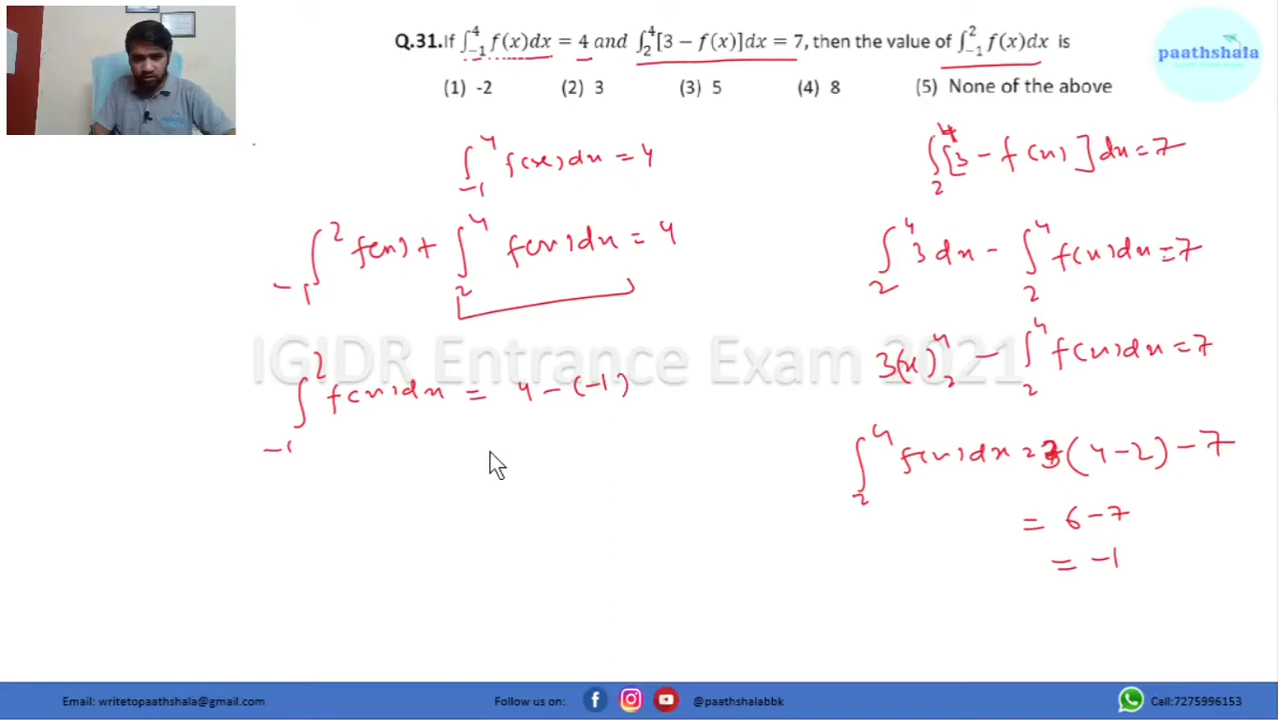 Q.31.If ∫₋₁⁴ f(x)dx = 4 and ∫₂⁴[3 − f(x)]dx = 7, then the value of ∫₋₁² f(x)dx is
(1) -2 (2) 3 (3) 5 (4) 8 (5) None of the above
paathshala
∫₋₁⁴ f(x)dx = 4
∫₋₁² f(x) + ∫₂⁴ f(x)dx = 4
∫₋₁² f(x)dx = 4-(-1)
∫₂⁴ [3 - f(x)]dx = 7
∫₂⁴ 3dx - ∫₂⁴ f(x)dx = 7
3(x)₂⁴ - ∫₂⁴ f(x)dx = 7
∫₂⁴ f(x)dx = 3(4-2)-7
= 6-7
= -1
IGIDR Entrance Exam 2021
Email: writetopaathshala@gmail.com Follow us on: @paathshalabbk Call:7275996153